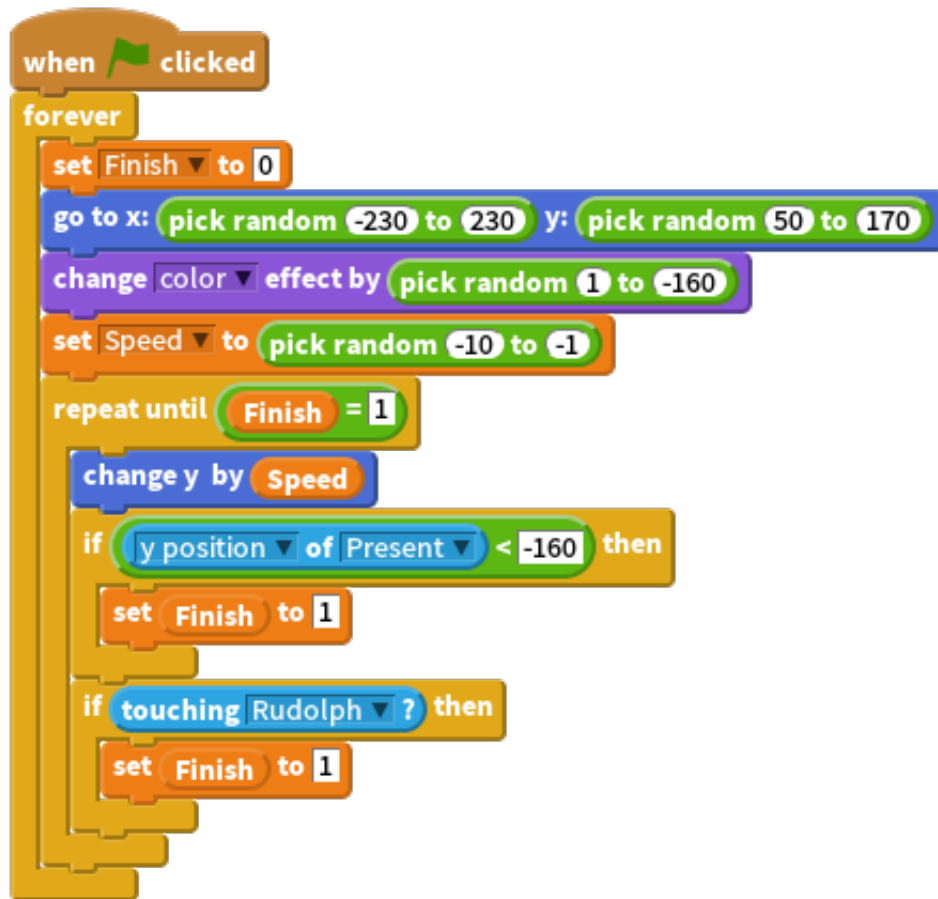 when clicked
forever
set Finish ▼ to 0
go to x: pick random -230 to 230 y: pick random 50 to 170
change color ▼ effect by pick random 1 to -160
set Speed ▼ to pick random -10 to -1
repeat until Finish = 1
change y by Speed
if y position ▼ of Present ▼ < -160 then
set Finish to 1
if touching Rudolph ▼ ? then
set Finish to 1